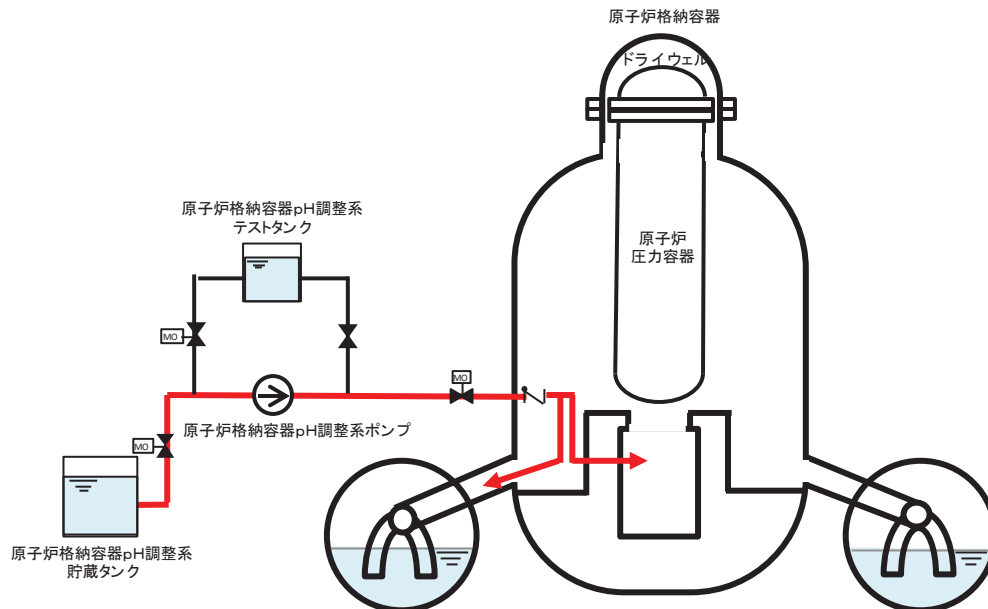 原子炉格納容器
ドライウェル
原子炉格納容器pH調整系
テストタンク
原子炉
圧力容器
MO
MO
原子炉格納容器pH調整系ポンプ
MO
原子炉格納容器pH調整系
貯蔵タンク